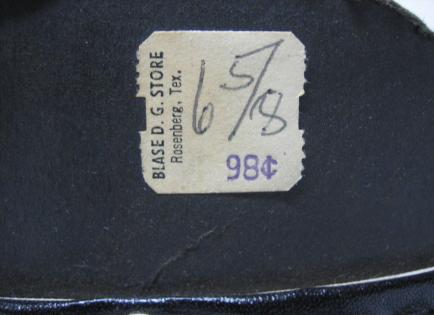 BLASE D. G. STORE
Rosenberg, Tex.
6 5/8
98¢